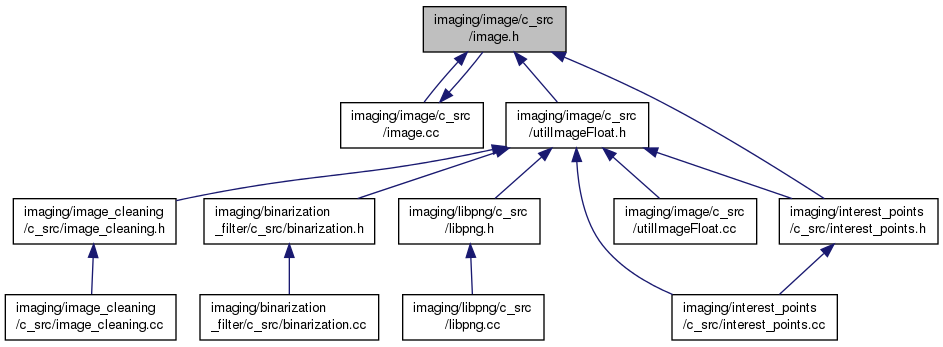 imaging/image/c_src
/image.h
imaging/image/c_src
/image.cc
imaging/image/c_src
/utilImageFloat.h
imaging/image_cleaning
/c_src/image_cleaning.h
imaging/binarization
_filter/c_src/binarization.h
imaging/libpng/c_src
/libpng.h
imaging/image/c_src
/utilImageFloat.cc
imaging/interest_points
/c_src/interest_points.h
imaging/image_cleaning
/c_src/image_cleaning.cc
imaging/binarization
_filter/c_src/binarization.cc
imaging/libpng/c_src
/libpng.cc
imaging/interest_points
/c_src/interest_points.cc